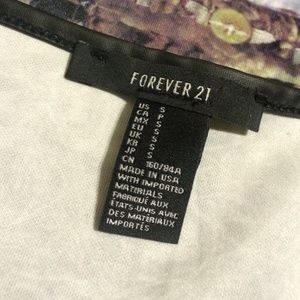 FOREVER 21
US S
CA P
MX S
EU S
UK S
KR S
JP S
CN 160/84A
MADE IN USA
WITH IMPORTED
MATERIALS
FABRIQUÉ AUX
ÉTATS-UNIS AVEC
DES MATÉRIAUX
IMPORTÉS